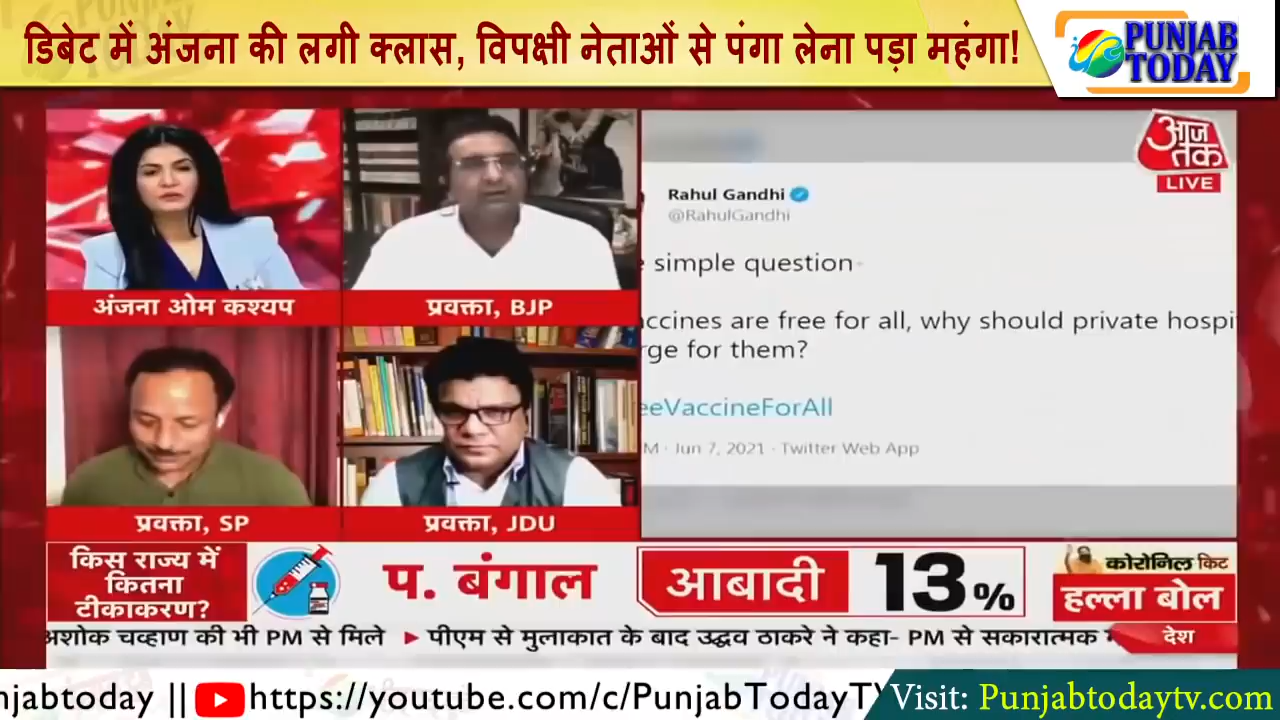 डिबेट में अंजना की लगी क्लास, विपक्षी नेताओं से पंगा लेना पड़ा महंगा!
PUNJAB
TODAY
आज
तक
LIVE
Rahul Gandhi
@RahulGandhi
simple question
ccines are free for all, why should private hospi
rge for them?
eeVaccineForAll
M · Jun 7, 2021 · Twitter Web App
अंजना ओम कश्यप
प्रवक्ता, BJP
प्रवक्ता, SP
प्रवक्ता, JDU
किस राज्य में
कितना
टीकाकरण?
प. बंगाल
आबादी
13%
कोरोनिल किट
हल्ला बोल
अशोक चव्हाण की भी PM से मिले ▶ पीएम से मुलाकात के बाद उद्धव ठाकरे ने कहा- PM से सकारात्मक
देश
njabtoday || https://youtube.com/c/PunjabTodayTV
Visit: Punjabtodaytv.com